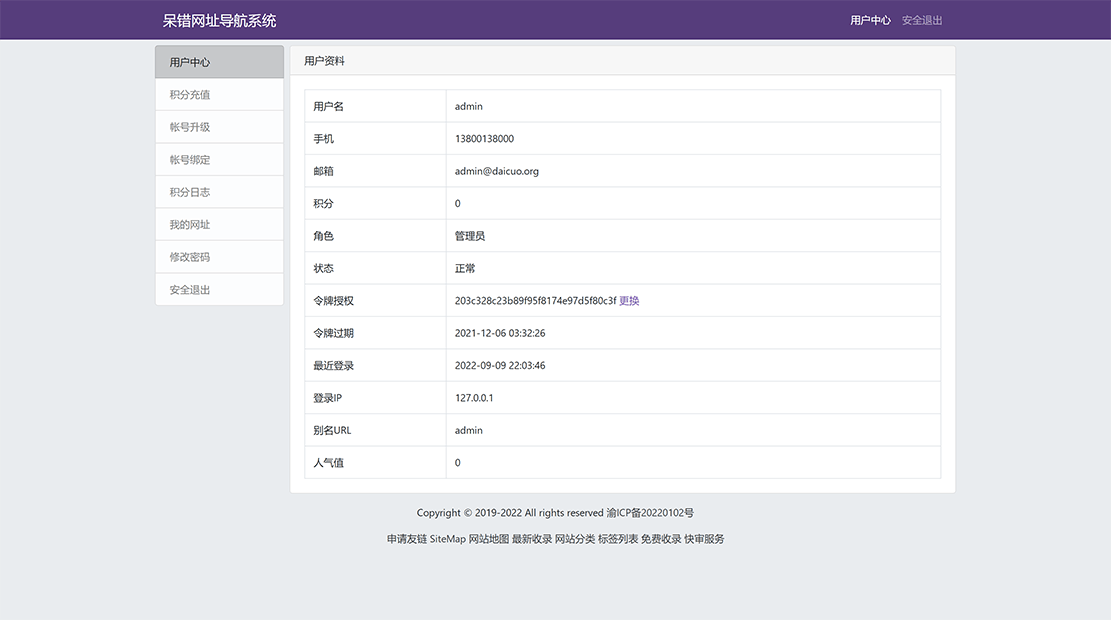 呆错网址导航系统 用户中心 安全退出
用户中心
积分充值
帐号升级
帐号绑定
积分日志
我的网址
修改密码
安全退出
用户资料
用户名 admin
手机 13800138000
邮箱 admin@daicuo.org
积分 0
角色 管理员
状态 正常
令牌授权 203c328c23b89f95f8174e97d5f80c3f 更换
令牌过期 2021-12-06 03:32:26
最近登录 2022-09-09 22:03:46
登录IP 127.0.0.1
别名URL admin
人气值 0
Copyright © 2019-2022 All rights reserved 渝ICP备20220102号
申请友链 SiteMap 网站地图 最新收录 网站分类 标签列表 免费收录 快审服务